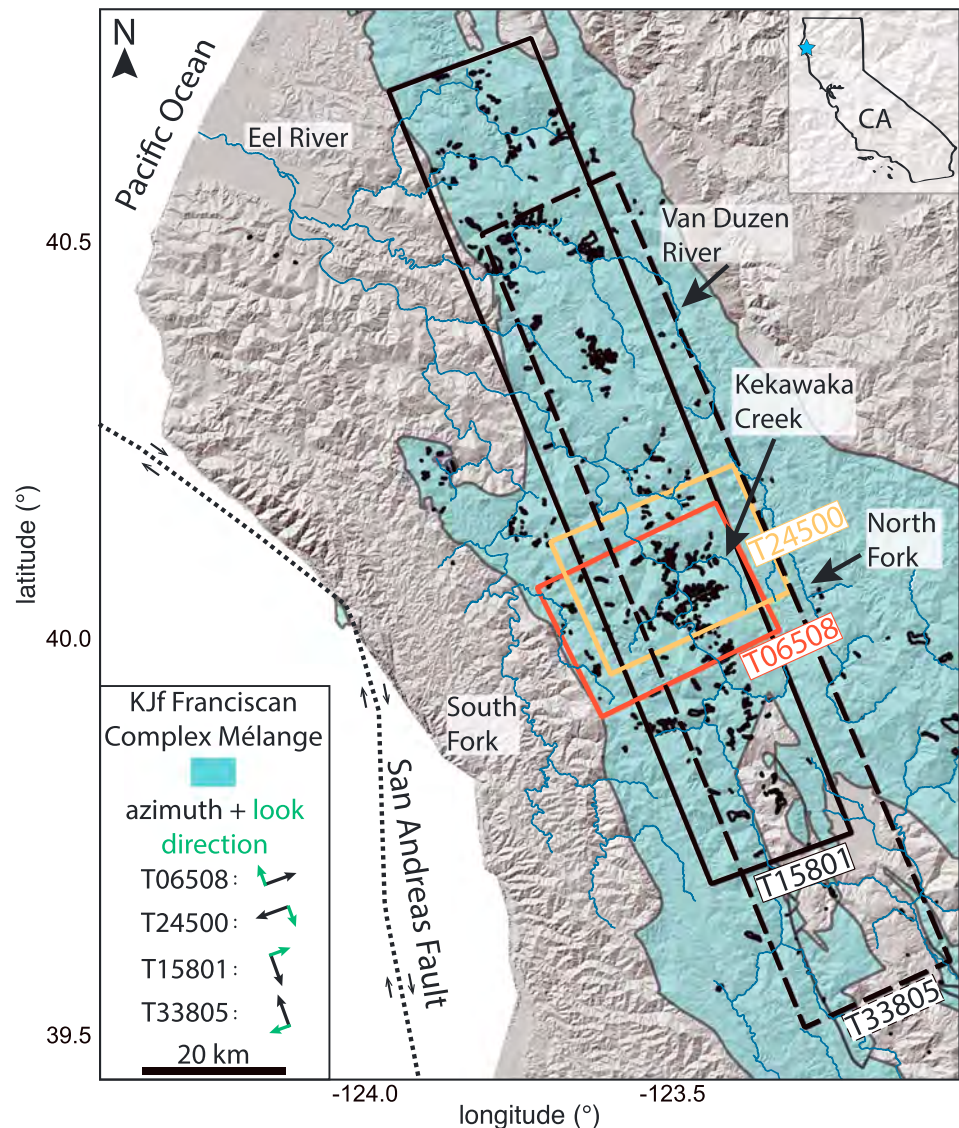 N
Pacific Ocean
Eel River
CA
Van Duzen
River
40.5
Kekawaka
Creek
T24500
North
Fork
latitude (°)
40.0
T06508
KJf Franciscan
Complex Mélange
azimuth + look
direction
T06508:
T24500:
T15801:
T33805:
20 km
South
Fork
San Andreas Fault
T15801
T33805
39.5
-124.0
-123.5
longitude (°)